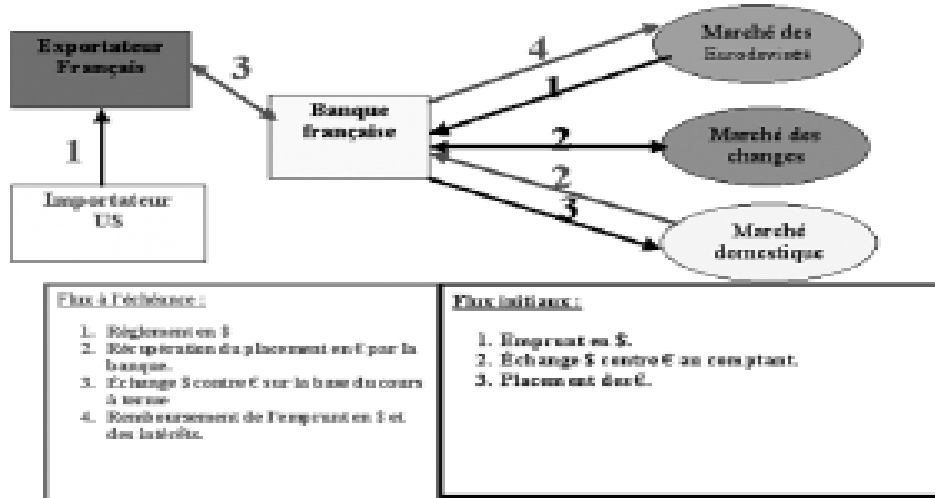 Exportateur
Français
3
4
Marché des
Eurodevises
1
Banque
française
2
Marché des
changes
1
2
3
Importateur
US
Marché
domestique
Flux à l'échéance :
1. Règlement en $
2. Récupération du placement en € par la
banque.
3. Echange $ contre € sur la base du cours
à terme
4. Remboursement de l'emprunt en $ et
des intérêts.
Flux initiaux :
1. Emprunt en $.
2. Échange $ contre € au comptant.
3. Placement des €.